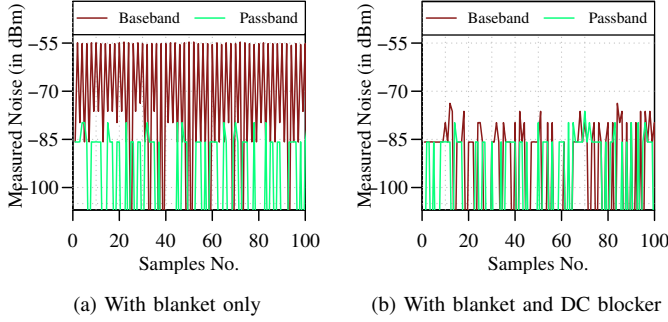 Baseband Passband
Measured Noise (in dBm)
−55
−70
−85
−100
0 20 40 60 80 100
Samples No.
(a) With blanket only
Baseband Passband
Measured Noise (in dBm)
−55
−70
−85
−100
0 20 40 60 80 100
Samples No.
(b) With blanket and DC blocker